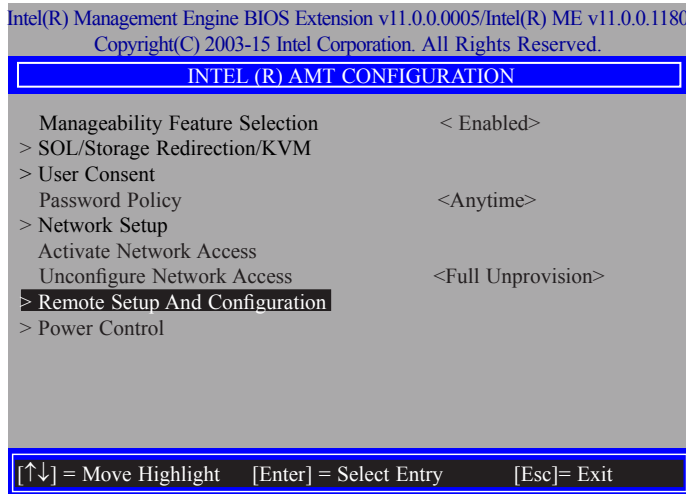 Intel(R) Management Engine BIOS Extension v11.0.0.0005/Intel(R) ME v11.0.0.1180
Copyright(C) 2003-15 Intel Corporation. All Rights Reserved.
INTEL (R) AMT CONFIGURATION
Manageability Feature Selection < Enabled>
> SOL/Storage Redirection/KVM
> User Consent
Password Policy <Anytime>
> Network Setup
Activate Network Access
Unconfigure Network Access <Full Unprovision>
> Remote Setup And Configuration
> Power Control
[↑↓] = Move Highlight [Enter] = Select Entry [Esc]= Exit